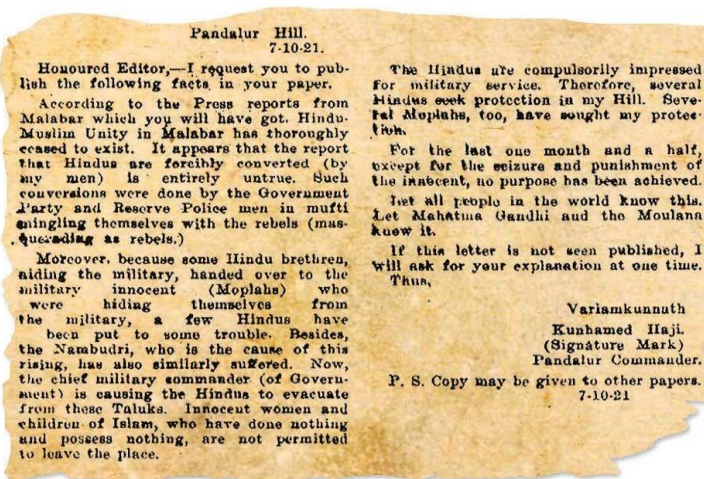 Pandalur Hill.
7-10-21.
Honoured Editor,—I request you to pub-
lish the following facts in your paper.
According to the Press reports from
Malabar which you will have got. Hindu-
Muslim Unity in Malabar has thoroughly
ceased to exist. It appears that the report
that Hindus are forcibly converted (by
my men) is entirely untrue. Such
conversions were done by the Government
Party and Reserve Police men in mufti
mingling themselves with the rebels (mas-
querading as rebels.)
Moreover, because some Hindu brethren,
aiding the military, handed over to the
military innocent (Moplahs) who
were hiding themselves from
the military, a few Hindus have
been put to some trouble. Besides,
the Nambudri, who is the cause of this
rising, has also similarly suffered. Now,
the chief military commander (of Govern-
ment) is causing the Hindus to evacuate
from these Taluks. Innocent women and
children of Islam, who have done nothing
and possess nothing, are not permitted
to leave the place.
The Hindus are compulsorily impressed
for military service. Therefore, several
Hindus seek protection in my Hill. Seve-
ral Moplahs, too, have sought my protec-
tion.
For the last one month and a half,
except for the seizure and punishment of
the innocent, no purpose has been achieved.
Let all people in the world know this.
Let Mahatma Gandhi and the Moulana
know it.
If this letter is not seen published, I
will ask for your explanation at one time.
Thus,
Variamkunnath
Kunhamed Haji.
(Signature Mark)
Pandalur Commander.
P. S. Copy may be given to other papers.
7-10-21